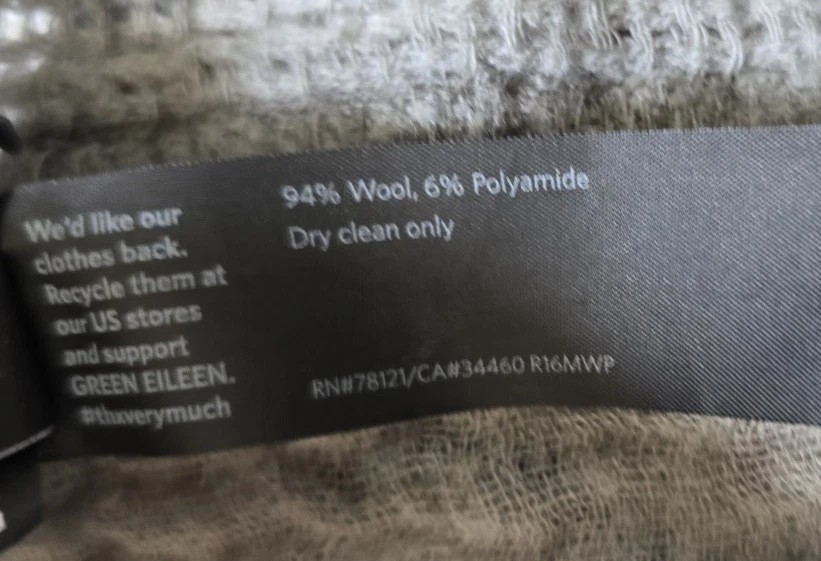 We'd like our
clothes back.
Recycle them at
our US stores
and support
GREEN EILEEN.
#thxverymuch
94% Wool, 6% Polyamide
Dry clean only
RN#78121/CA#34460 R16MWP